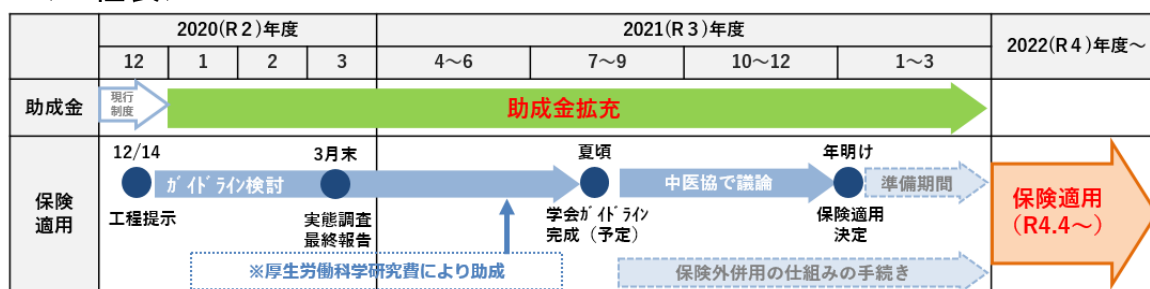 2020(R2)年度
2021(R3)年度
2022(R4)年度～
12
1
2
3
4～6
7～9
10～12
1～3
助成金
現行
制度
助成金拡充
保険
適用
12/14
3月末
夏頃
年明け
ｶﾞｲﾄﾞﾗｲﾝ検討
中医協で議論
準備期間
工程提示
実態調査
最終報告
学会ｶﾞｲﾄﾞﾗｲﾝ
完成（予定）
保険適用
決定
※厚生労働科学研究費により助成
保険外併用の仕組みの手続き
保険適用
（R4.4～）